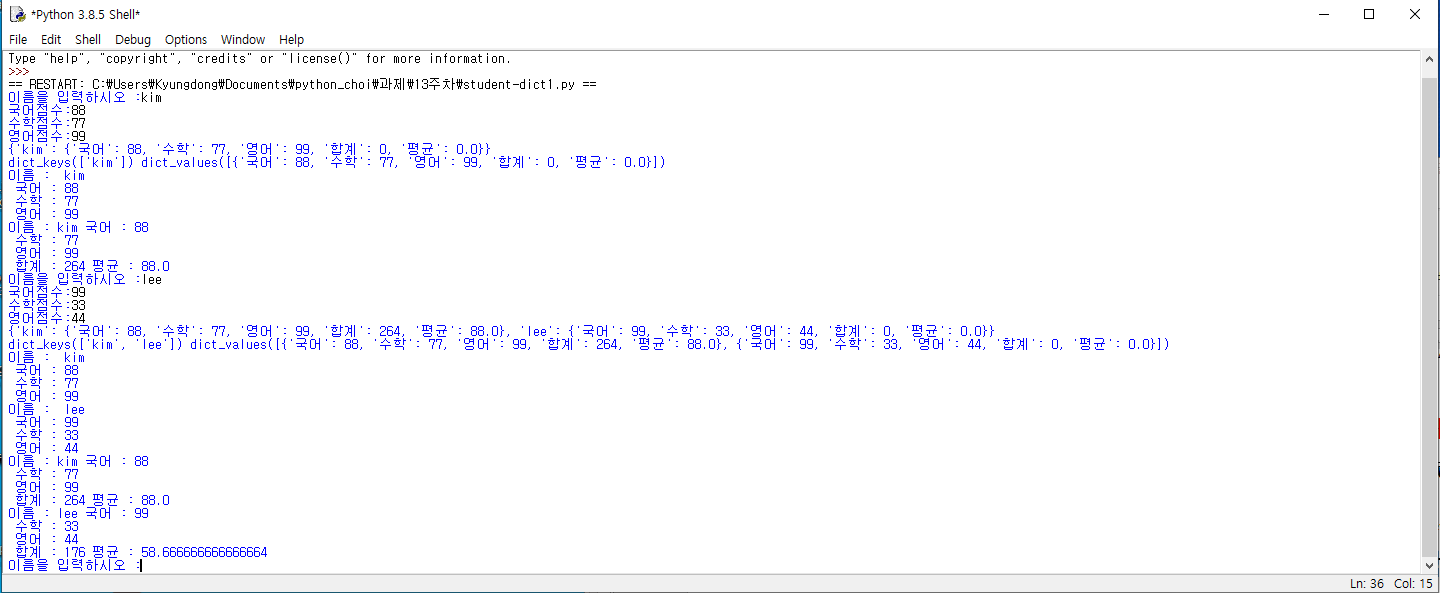 *Python 3.8.5 Shell*
File Edit Shell Debug Options Window Help
Type "help", "copyright", "credits" or "license()" for more information.
>>>
== RESTART: C:₩Users₩Kyungdong₩Documents₩python_choi₩과제₩13주차₩student-dict1.py ==
이름을 입력하시오 :kim
국어점수:88
수학점수:77
영어점수:99
{'kim': {'국어': 88, '수학': 77, '영어': 99, '합계': 0, '평균': 0.0}}
dict_keys(['kim']) dict_values([{'국어': 88, '수학': 77, '영어': 99, '합계': 0, '평균': 0.0}])
이름 :  kim
 국어 : 88
 수학 : 77
 영어 : 99
이름 : kim 국어 : 88
 수학 : 77
 영어 : 99
 합계 : 264 평균 : 88.0
이름을 입력하시오 :lee
국어점수:99
수학점수:33
영어점수:44
{'kim': {'국어': 88, '수학': 77, '영어': 99, '합계': 264, '평균': 88.0}, 'lee': {'국어': 99, '수학': 33, '영어': 44, '합계': 0, '평균': 0.0}}
dict_keys(['kim', 'lee']) dict_values([{'국어': 88, '수학': 77, '영어': 99, '합계': 264, '평균': 88.0}, {'국어': 99, '수학': 33, '영어': 44, '합계': 0, '평균': 0.0}])
이름 :  kim
 국어 : 88
 수학 : 77
 영어 : 99
이름 :  lee
 국어 : 99
 수학 : 33
 영어 : 44
이름 : kim 국어 : 88
 수학 : 77
 영어 : 99
 합계 : 264 평균 : 88.0
이름 : lee 국어 : 99
 수학 : 33
 영어 : 44
 합계 : 176 평균 : 58.666666666666664
이름을 입력하시오 :
Ln: 36 Col: 15